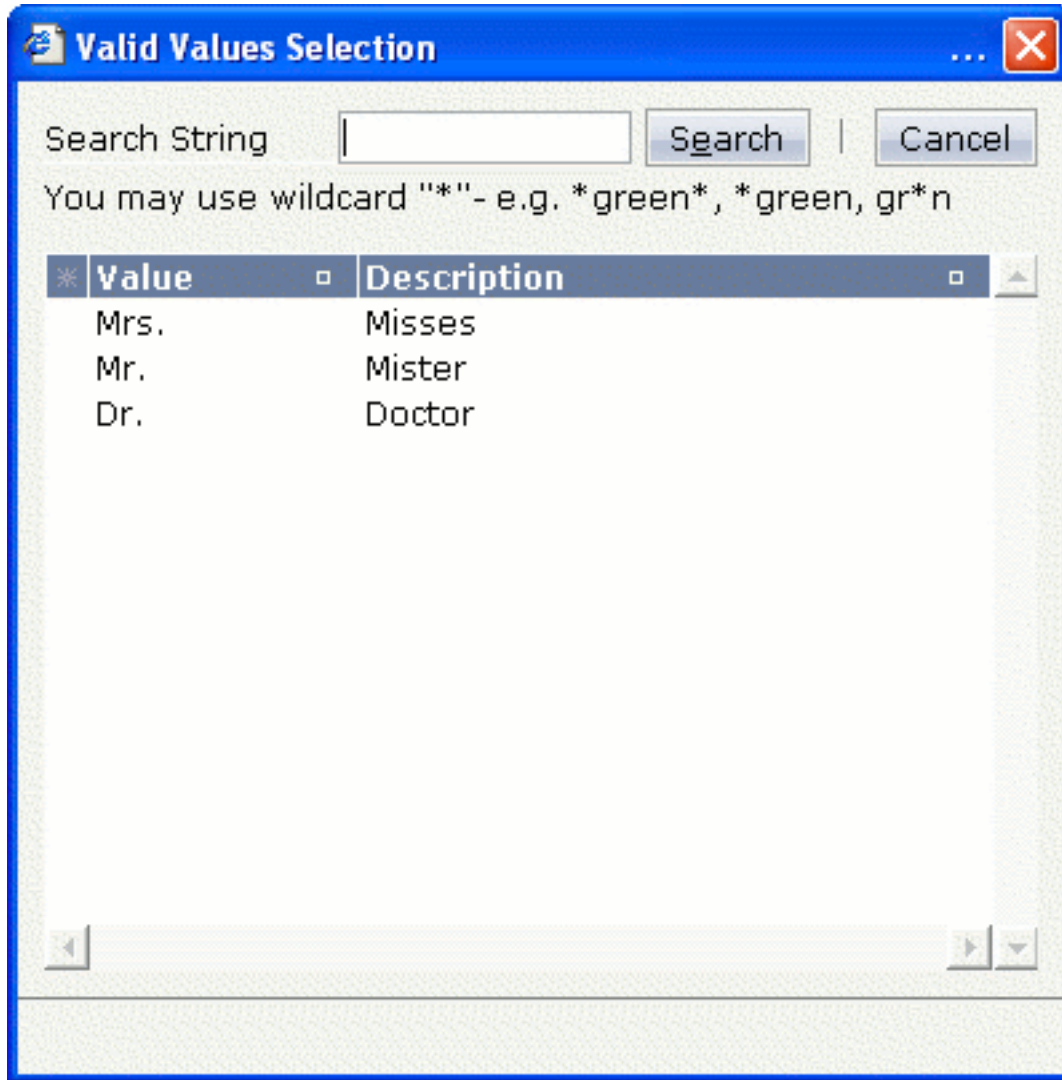 Valid Values Selection ...
Search String Search | Cancel
You may use wildcard "*"- e.g. *green*, *green, gr*n
Value Description
Mrs. Misses
Mr. Mister
Dr. Doctor